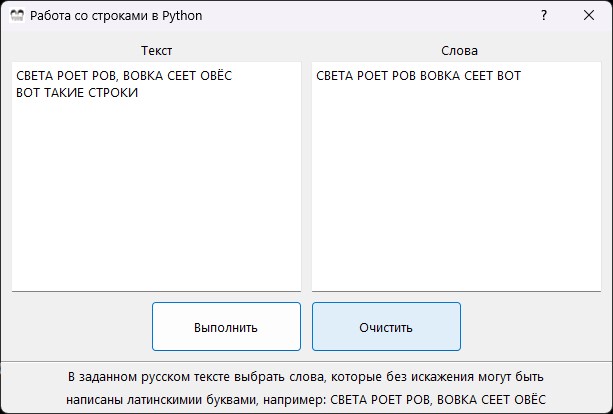 Работа со строками в Python
?
Текст
Слова
СВЕТА РОЕТ РОВ, ВОВКА СЕЕТ ОВЁС
ВОТ ТАКИЕ СТРОКИ
СВЕТА РОЕТ РОВ ВОВКА СЕЕТ ВОТ
Выполнить
Очистить
В заданном русском тексте выбрать слова, которые без искажения могут быть
написаны латинскимии буквами, например: СВЕТА РОЕТ РОВ, ВОВКА СЕЕТ ОВЁС